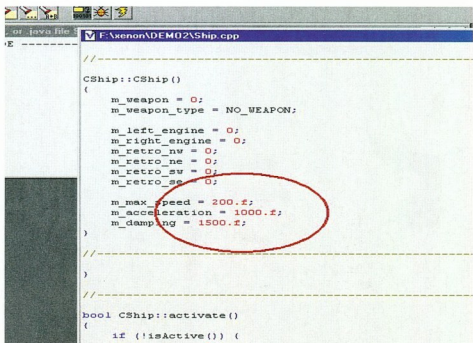 or .java file
E ----------
F:\xenon\DEMO2\Ship.cpp
//----------------------------------------
CShip::CShip()
{
m_weapon = 0;
m_weapon_type = NO_WEAPON;
m_left_engine = 0;
m_right_engine = 0;
m_retro_nw = 0;
m_retro_ne = 0;
m_retro_sw = 0;
m_retro_se = 0;
m_max_speed = 200.f;
m_acceleration = 1000.f;
m_damping = 1500.f;
}
//----------------------------------------
}
//----------------------------------------
bool CShip::activate()
{
if (!isActive()) {